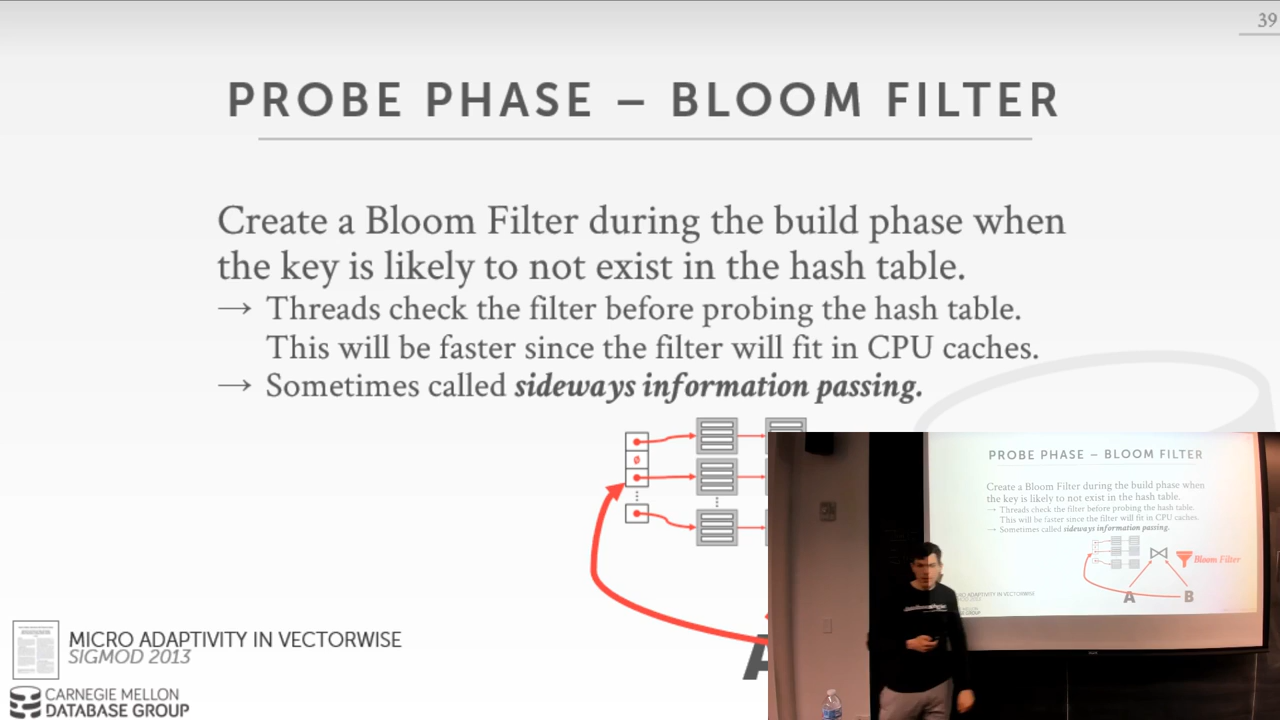 39
PROBE PHASE – BLOOM FILTER
Create a Bloom Filter during the build phase when
the key is likely to not exist in the hash table.
→ Threads check the filter before probing the hash table.
This will be faster since the filter will fit in CPU caches.
→ Sometimes called sideways information passing.
ø
A
MICRO ADAPTIVITY IN VECTORWISE
SIGMOD 2013
CARNEGIE MELLON
DATABASE GROUP
PROBE PHASE – BLOOM FILTER
Create a Bloom Filter during the build phase when
the key is likely to not exist in the hash table.
→ Threads check the filter before probing the hash table.
This will be faster since the filter will fit in CPU caches.
→ Sometimes called sideways information passing.
Bloom Filter
A B
MICRO ADAPTIVITY IN VECTORWISE